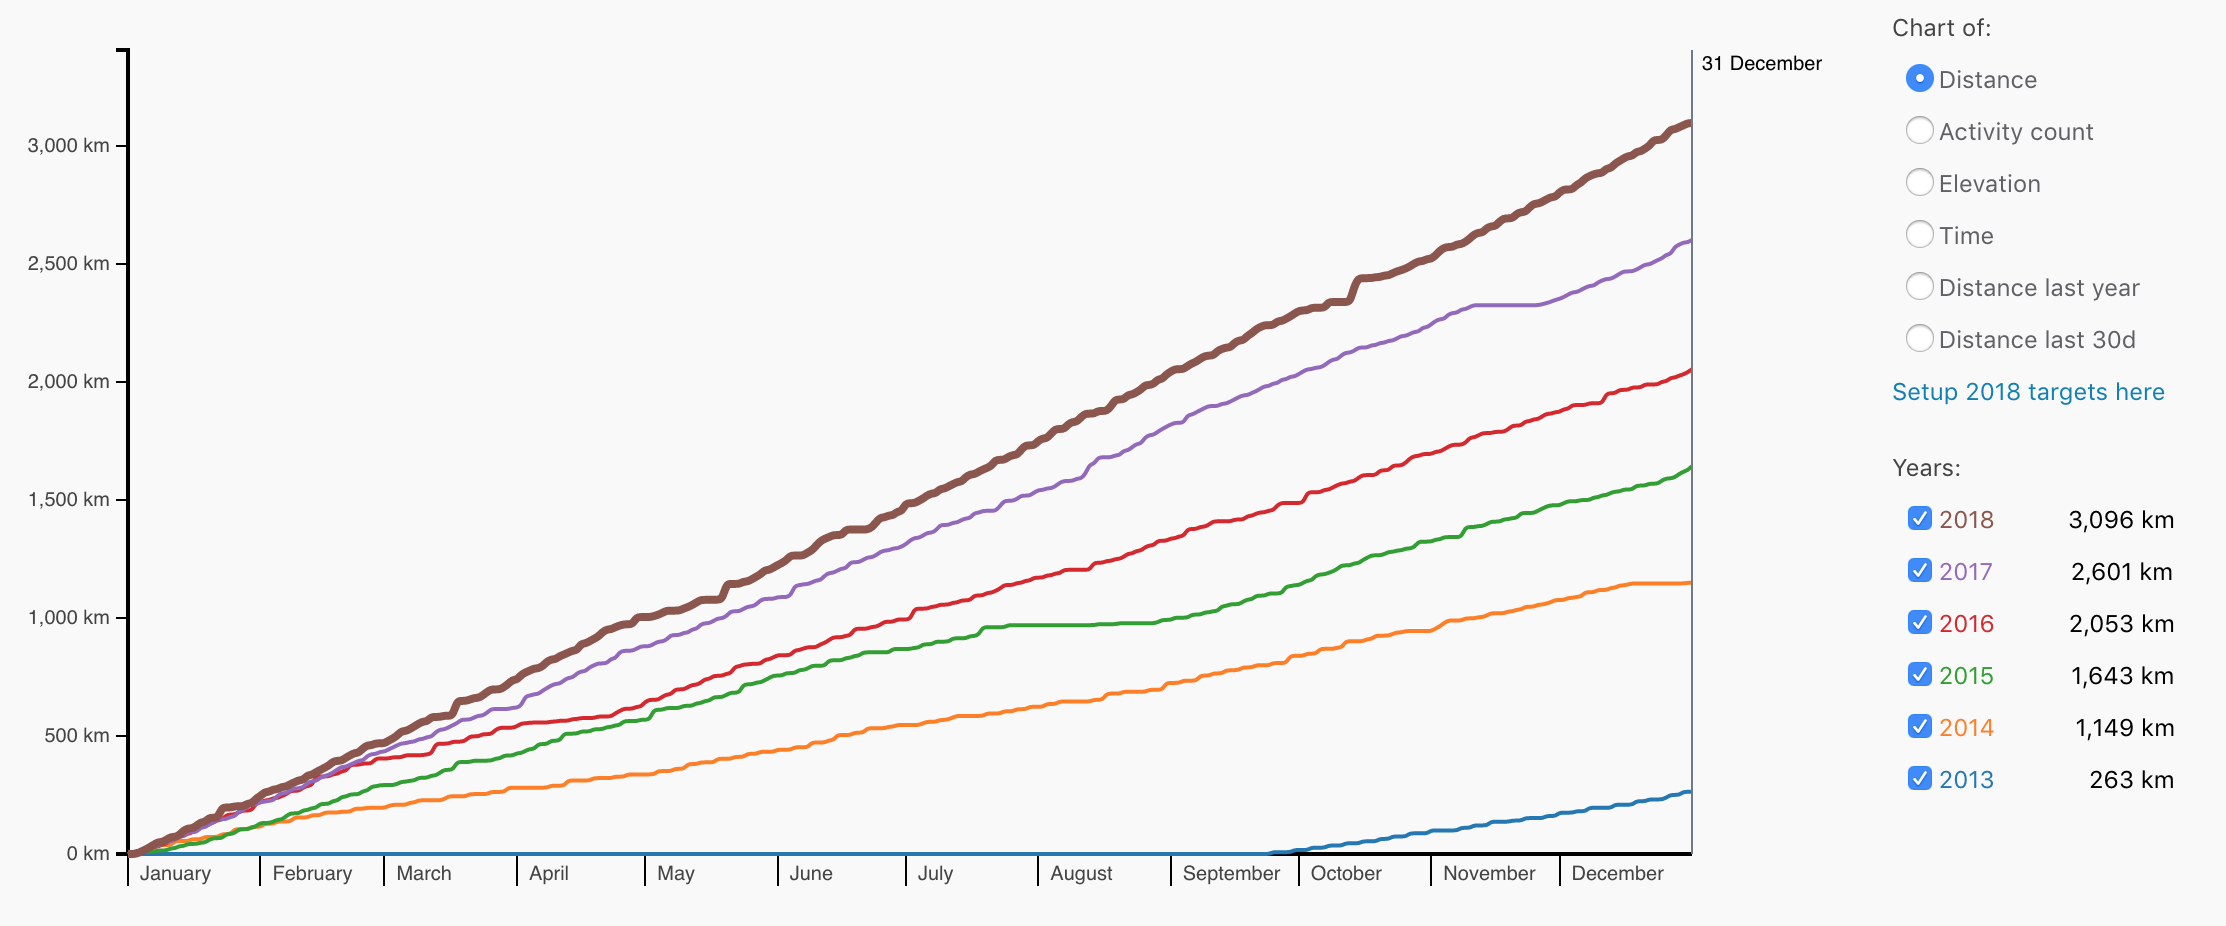 31 December
3,000 km
2,500 km
2,000 km
1,500 km
1,000 km
500 km
0 km
January February March April May June July August September October November December
Chart of:
Distance
Activity count
Elevation
Time
Distance last year
Distance last 30d
Setup 2018 targets here
Years:
2018 3,096 km
2017 2,601 km
2016 2,053 km
2015 1,643 km
2014 1,149 km
2013 263 km